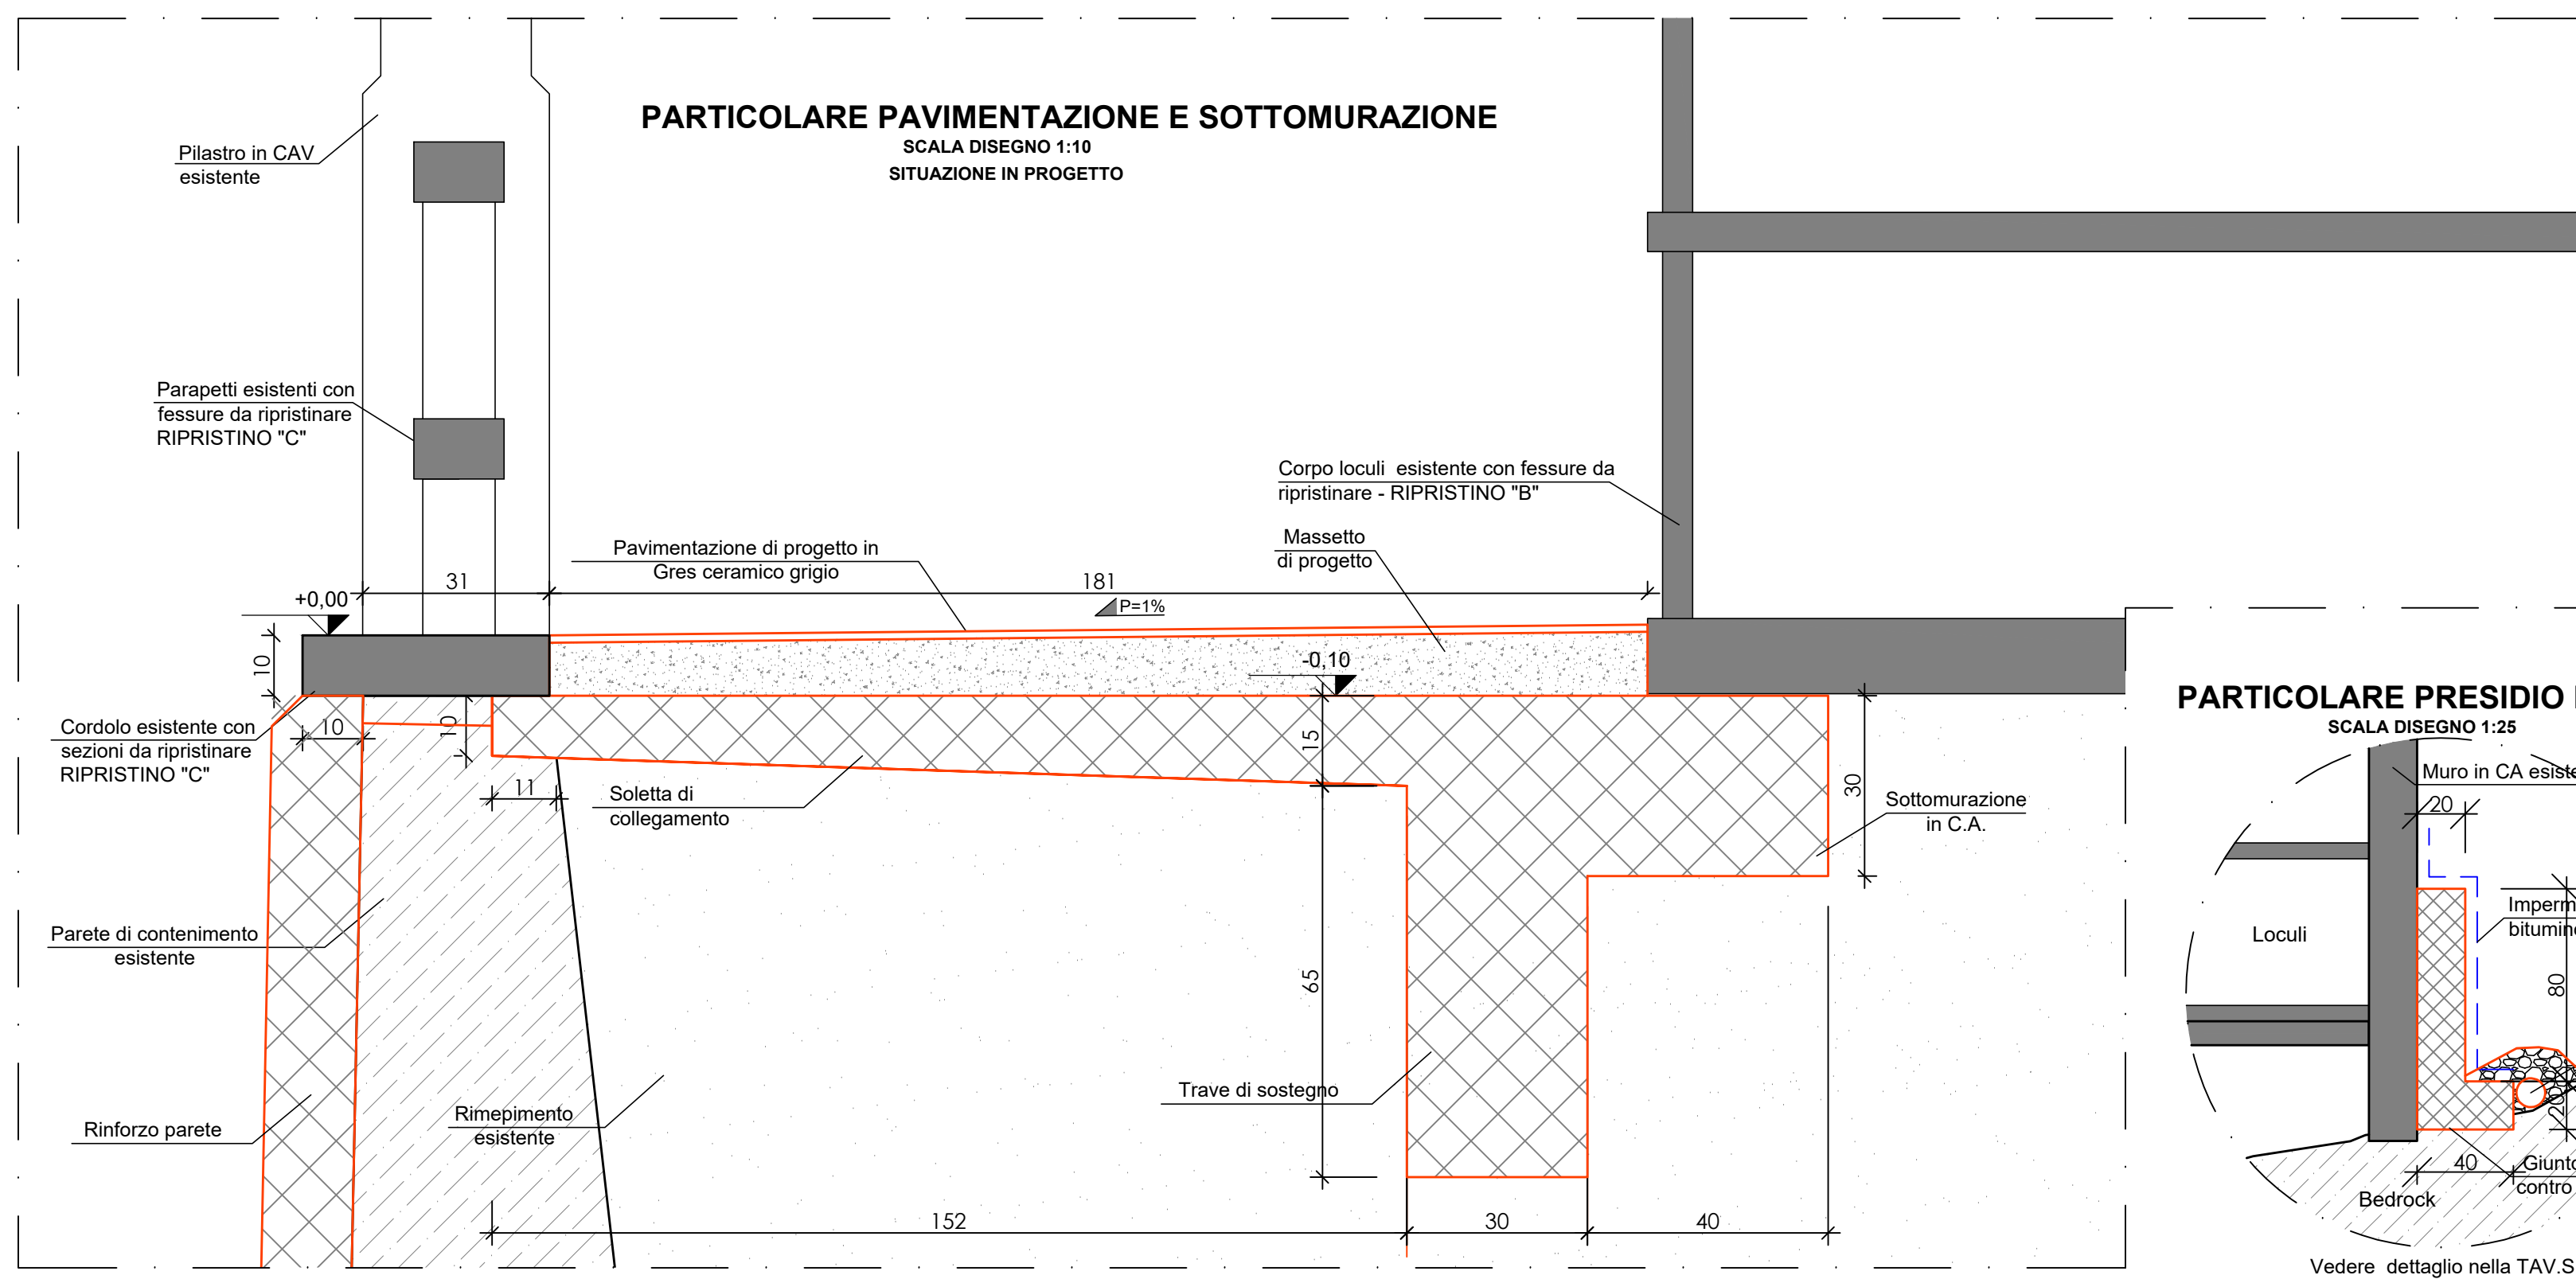 PARTICOLARE PAVIMENTAZIONE E SOTTOMURAZIONE
SCALA DISEGNO 1:10
SITUAZIONE IN PROGETTO
Pilastro in CAV
esistente
Parapetti esistenti con
fessure da ripristinare
RIPRISTINO "C"
Corpo loculi esistente con fessure da
ripristinare - RIPRISTINO "B"
Massetto
di progetto
Pavimentazione di progetto in
Gres ceramico grigio
31
181
P=1%
+0,00
10
-0,10
Cordolo esistente con
sezioni da ripristinare
RIPRISTINO "C"
10
10
11
15
30
Soletta di
collegamento
Sottomurazione
in C.A.
Parete di contenimento
esistente
65
Trave di sostegno
Rimepimento
esistente
Rinforzo parete
152
30
40
PARTICOLARE PRESIDIO
SCALA DISEGNO 1:25
Muro in CA
20
Loculi
80
20
40
contro
Bedrock
Vedere dettaglio nella